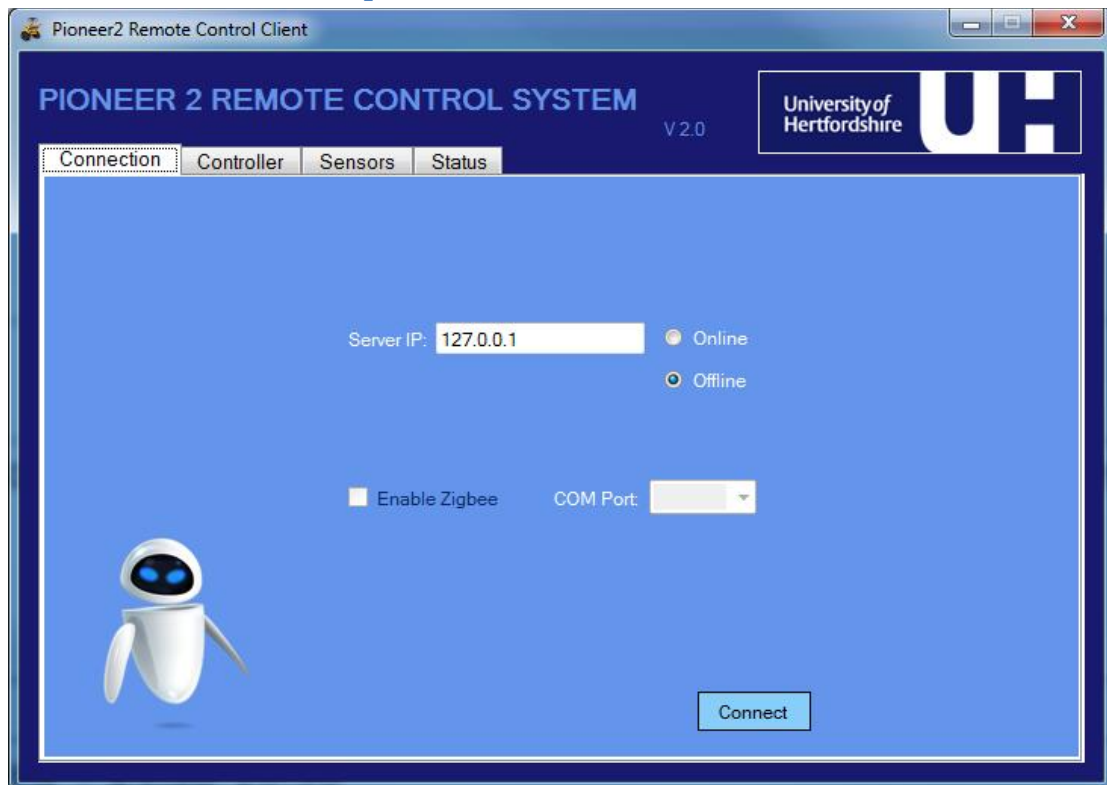 Pioneer2 Remote Control Client
PIONEER 2 REMOTE CONTROL SYSTEM
V 2.0
University of
Hertfordshire
UH
Connection Controller Sensors Status
Server IP: 127.0.0.1 Online
Offline
Enable Zigbee COM Port:
Connect